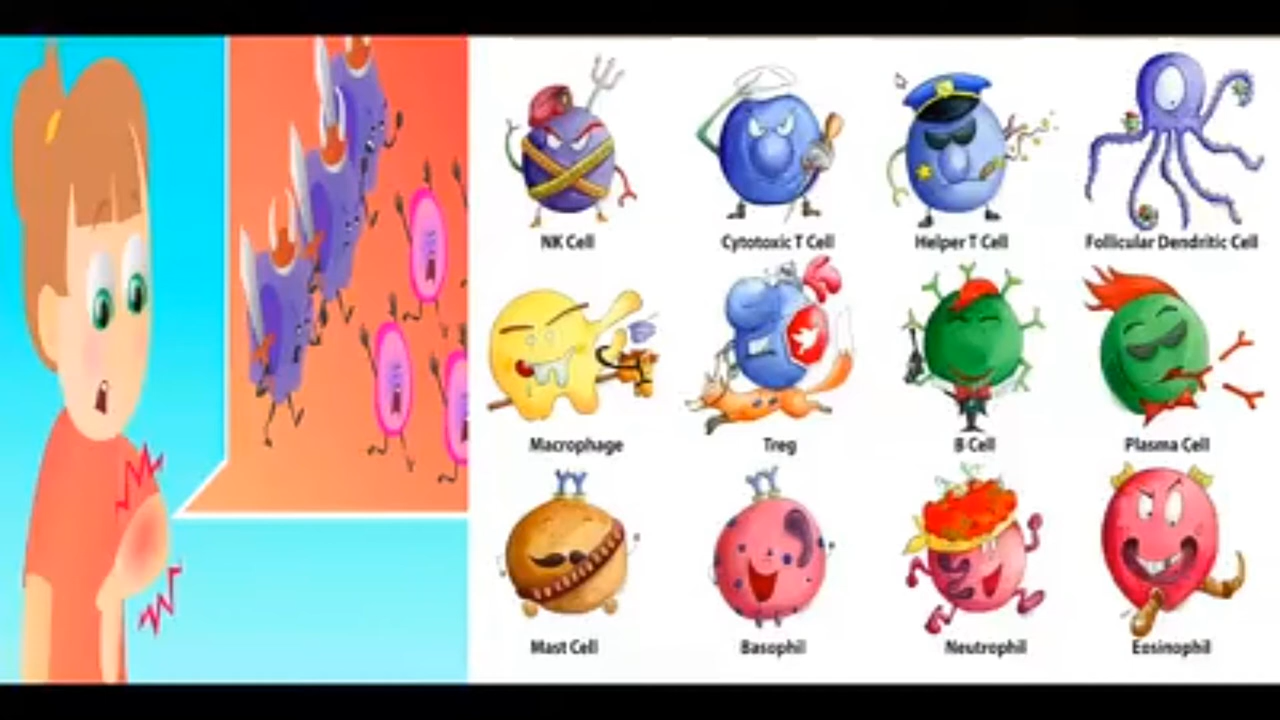 NK Cell
Cytotoxic T Cell
Helper T Cell
Follicular Dendritic Cell
Macrophage
Treg
B Cell
Plasma Cell
Mast Cell
Basophil
Neutrophil
Eosinophil